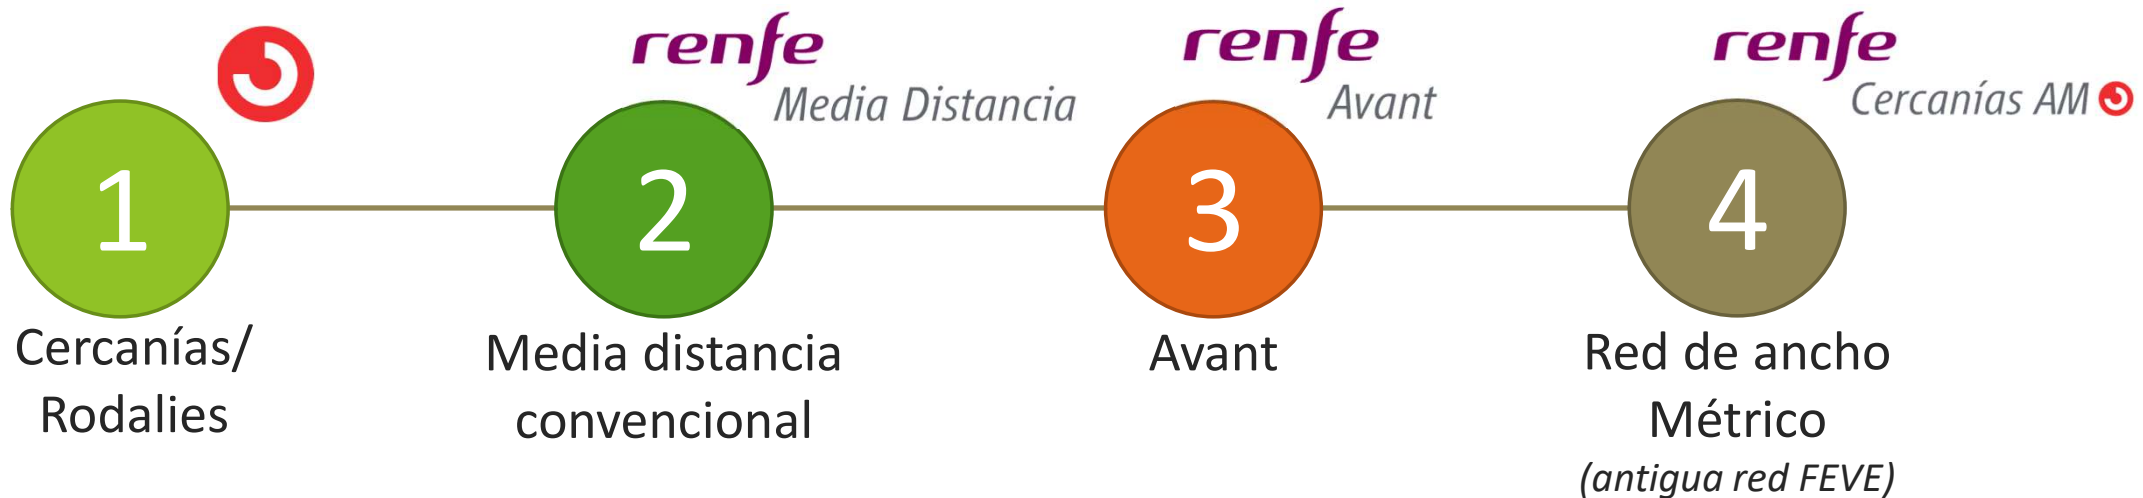 renfe
Media Distancia
renfe
Avant
renfe
Cercanías AM
1
2
3
4
Cercanías/
Rodalies
Media distancia
convencional
Avant
Red de ancho
Métrico
(antigua red FEVE)